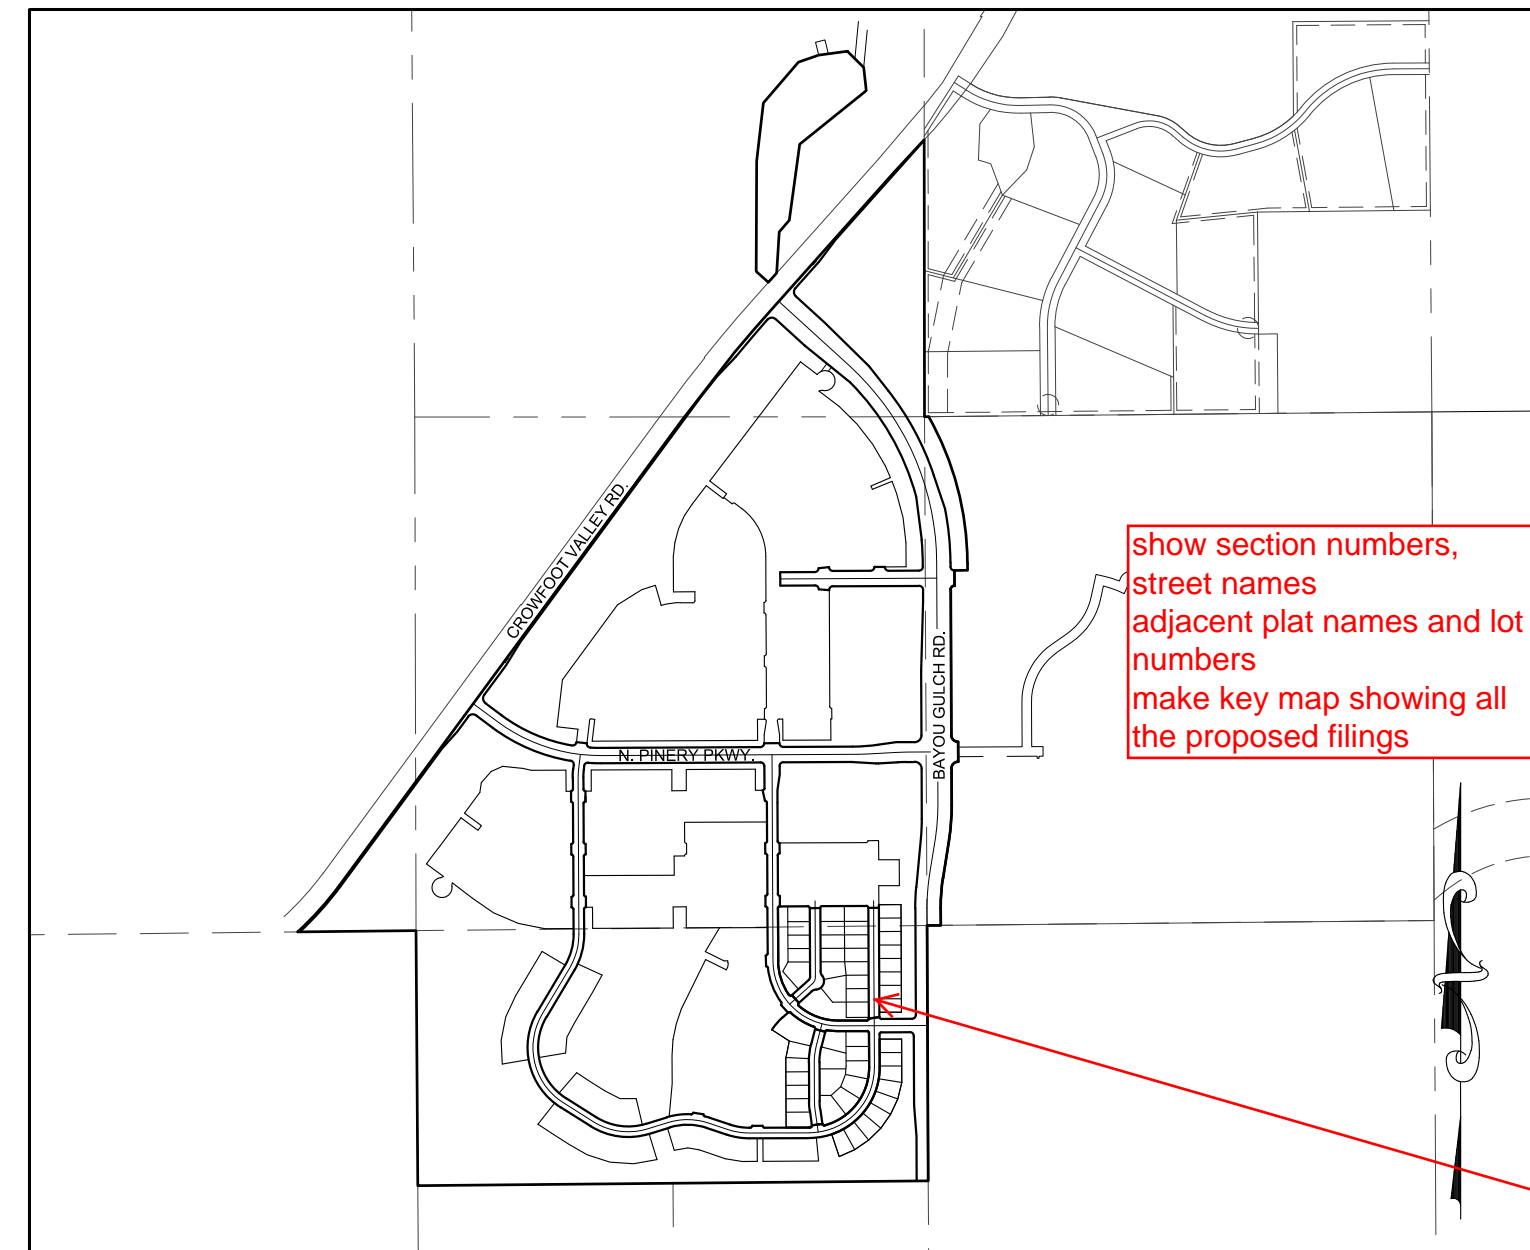 CROWFOOT VALLEY RD.
show section numbers,
street names
adjacent plat names and lot
numbers
make key map showing all
the proposed filings
BAYOU GULCH RD.
N. PINERY PKWY.